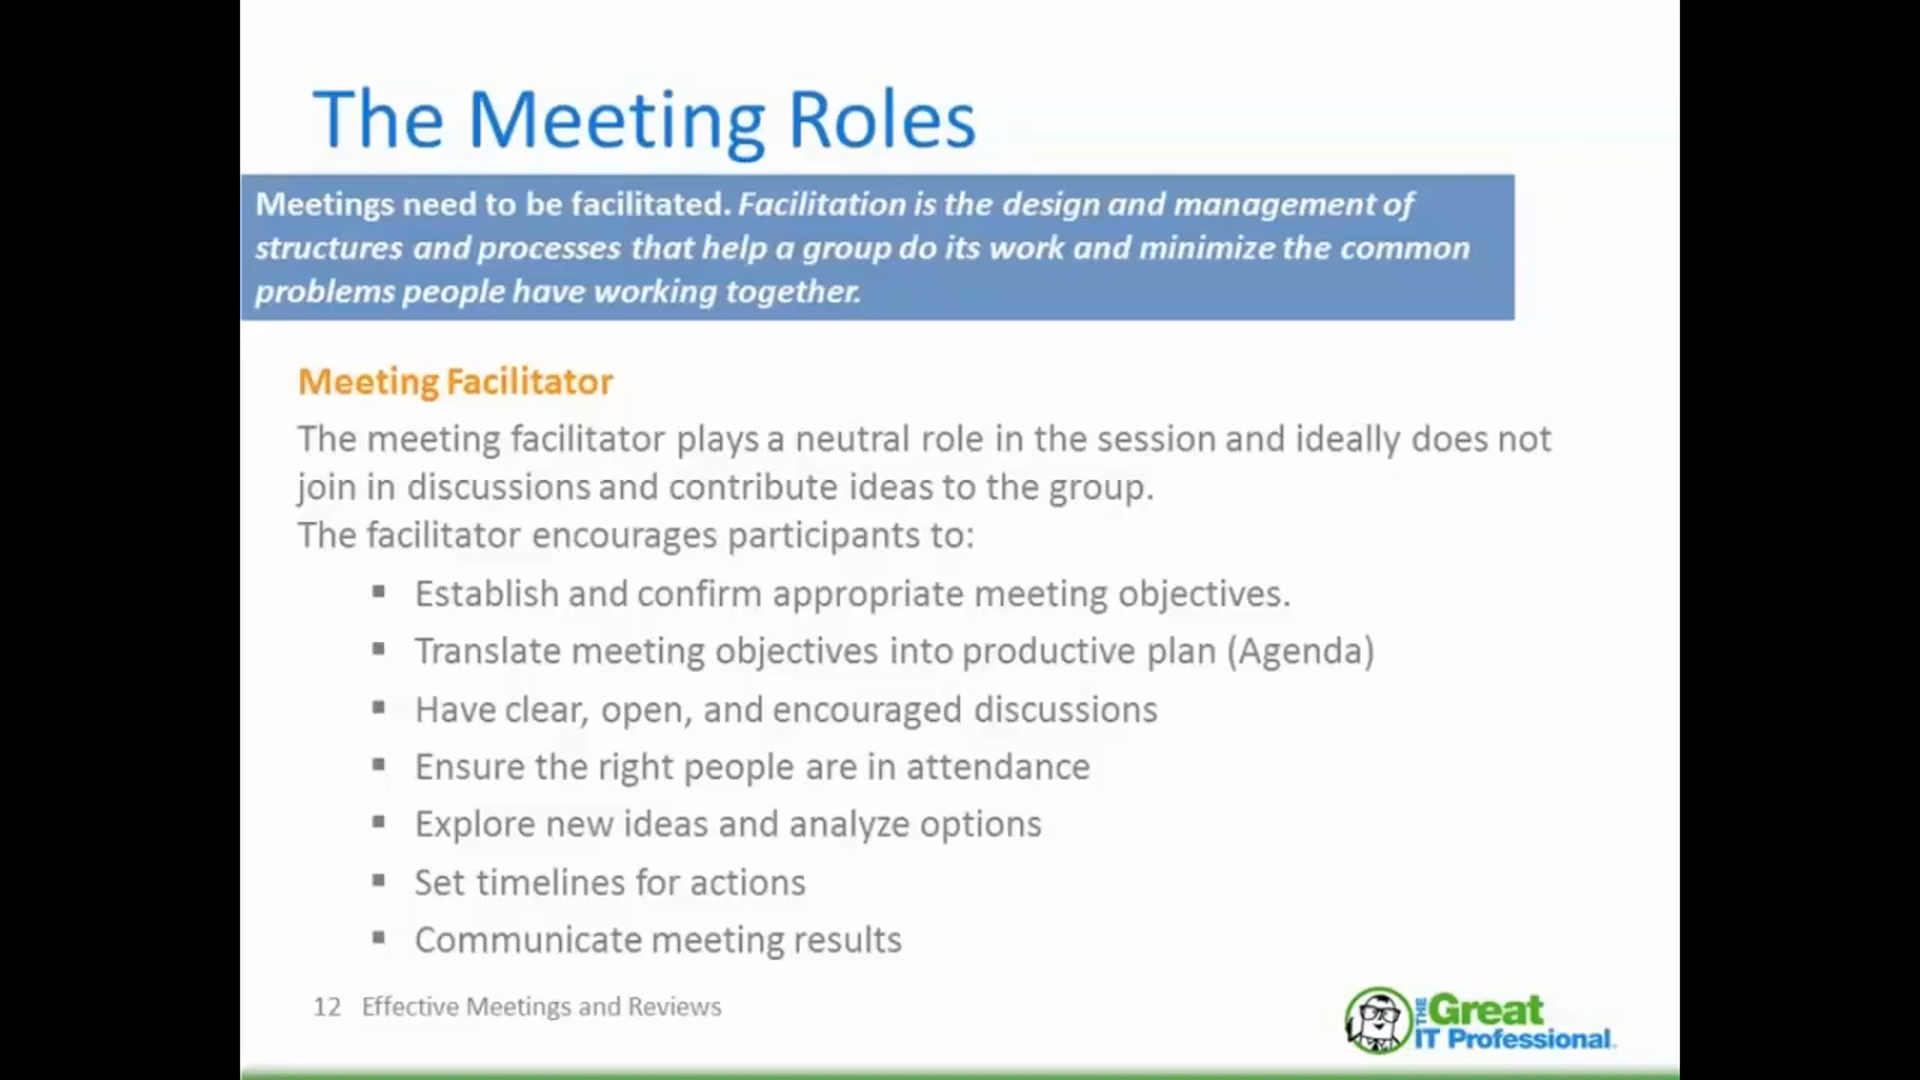 The Meeting Roles
Meetings need to be facilitated. Facilitation is the design and management of
structures and processes that help a group do its work and minimize the common
problems people have working together.
Meeting Facilitator
The meeting facilitator plays a neutral role in the session and ideally does not
join in discussions and contribute ideas to the group.
The facilitator encourages participants to:
▪ Establish and confirm appropriate meeting objectives.
▪ Translate meeting objectives into productive plan (Agenda)
▪ Have clear, open, and encouraged discussions
▪ Ensure the right people are in attendance
▪ Explore new ideas and analyze options
▪ Set timelines for actions
▪ Communicate meeting results
12 Effective Meetings and Reviews
THE Great
IT Professional